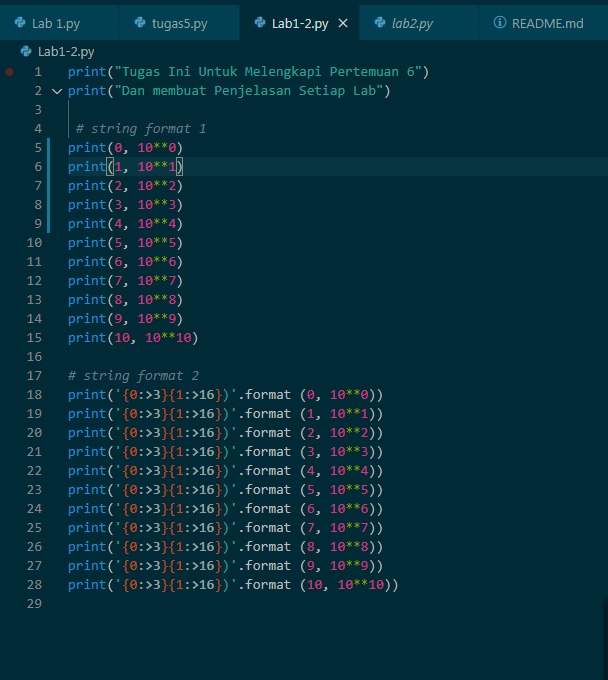 Lab 1.py tugas5.py Lab1-2.py × lab2.py README.md
Lab1-2.py
1 print("Tugas Ini Untuk Melengkapi Pertemuan 6")
2 print("Dan membuat Penjelasan Setiap Lab")
3
4 # string format 1
5 print(0, 10**0)
6 print(1, 10**1)
7 print(2, 10**2)
8 print(3, 10**3)
9 print(4, 10**4)
10 print(5, 10**5)
11 print(6, 10**6)
12 print(7, 10**7)
13 print(8, 10**8)
14 print(9, 10**9)
15 print(10, 10**10)
16
17 # string format 2
18 print('{0:>3}{1:>16})'.format (0, 10**0))
19 print('{0:>3}{1:>16})'.format (1, 10**1))
20 print('{0:>3}{1:>16})'.format (2, 10**2))
21 print('{0:>3}{1:>16})'.format (3, 10**3))
22 print('{0:>3}{1:>16})'.format (4, 10**4))
23 print('{0:>3}{1:>16})'.format (5, 10**5))
24 print('{0:>3}{1:>16})'.format (6, 10**6))
25 print('{0:>3}{1:>16})'.format (7, 10**7))
26 print('{0:>3}{1:>16})'.format (8, 10**8))
27 print('{0:>3}{1:>16})'.format (9, 10**9))
28 print('{0:>3}{1:>16})'.format (10, 10**10))
29